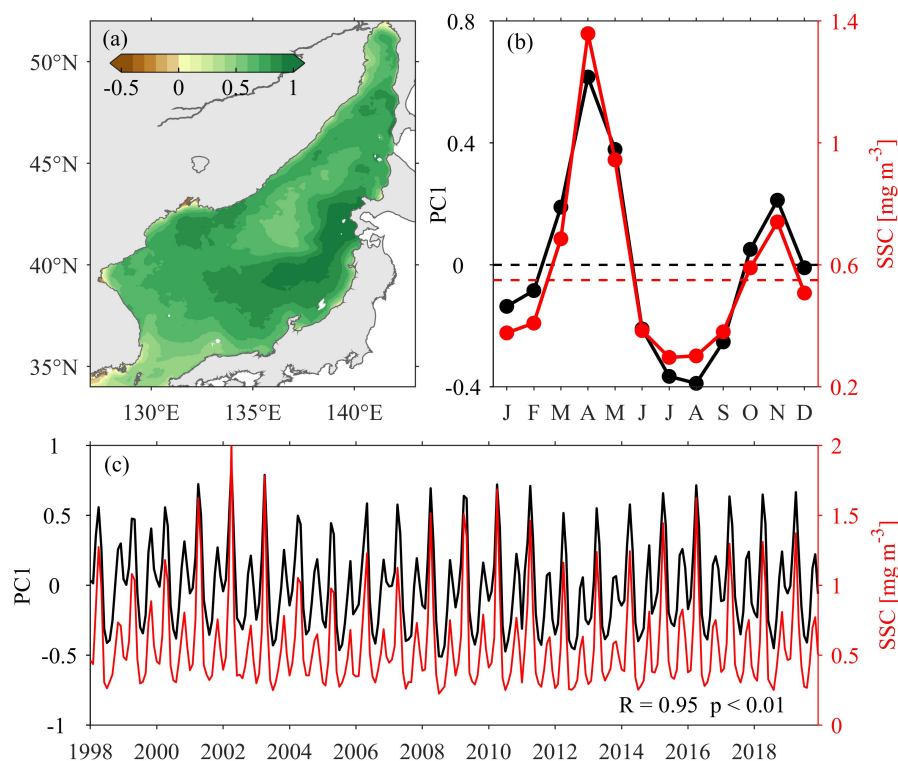 (a)
50°N
45°N
40°N
35°N
-0.5 0 0.5 1
130°E 135°E 140°E
(b)
PC1
0.8
0.4
0
-0.4
J F M A M J J A S O N D
1.4
1
0.6
0.2
SSC [mg m⁻³]
(c)
PC1
1
0.5
0
-0.5
-1
1998 2000 2002 2004 2006 2008 2010 2012 2014 2016 2018
2
1.5
1
0.5
0
SSC [mg m⁻³]
R = 0.95 p < 0.01